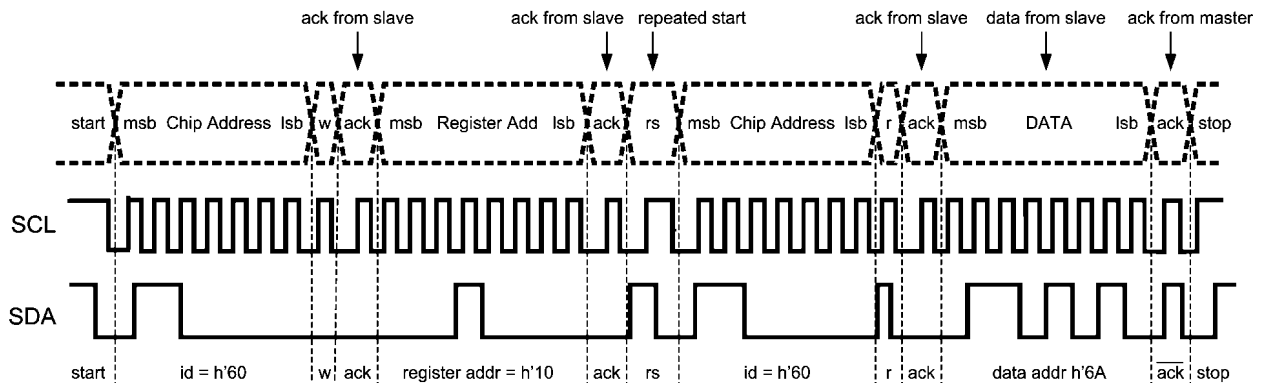 ack from slave ack from slave repeated start ack from slave data from slave ack from master
start msb Chip Address lsb w ack msb Register Add lsb ack rs msb Chip Address lsb r ack msb DATA lsb ack stop
SCL
SDA
start id = h'60 w ack register addr = h'10 ack rs id = h'60 r ack data addr h'6A a̅c̅k̅ stop